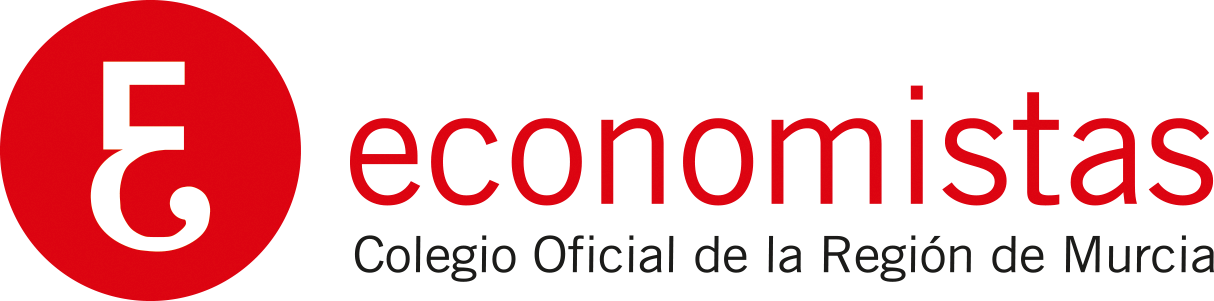 economistas
Colegio Oficial de la Región de Murcia